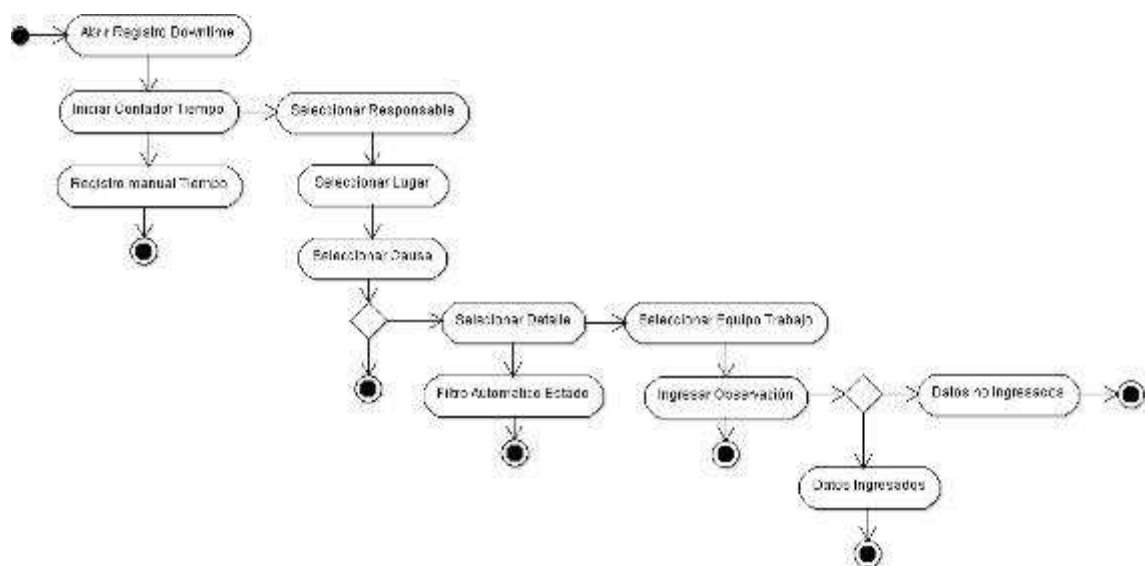 Abrir Registro Downtime
Iniciar Contador Tiempo
Seleccionar Responsable
Registro manual Tiempo
Seleccionar Lugar
Seleccionar Causa
Selecionar Detalle
Seleccionar Equipo Trabajo
Filtro Automatico Estado
Ingresar Observación
Datos no Ingresados
Datos Ingresados